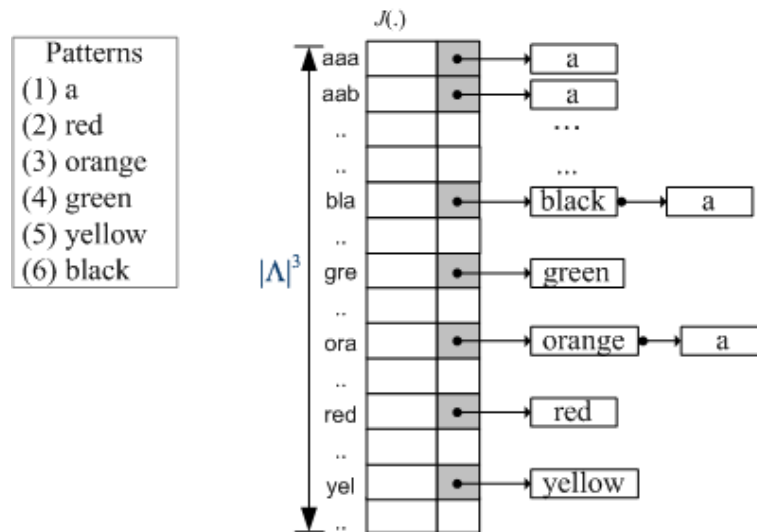 Patterns
(1) a
(2) red
(3) orange
(4) green
(5) yellow
(6) black
|Λ|³
J(.)
aaa
a
aab
a
..
...
..
...
bla
black
a
..
gre
green
..
ora
orange
a
..
red
red
..
yel
yellow
..